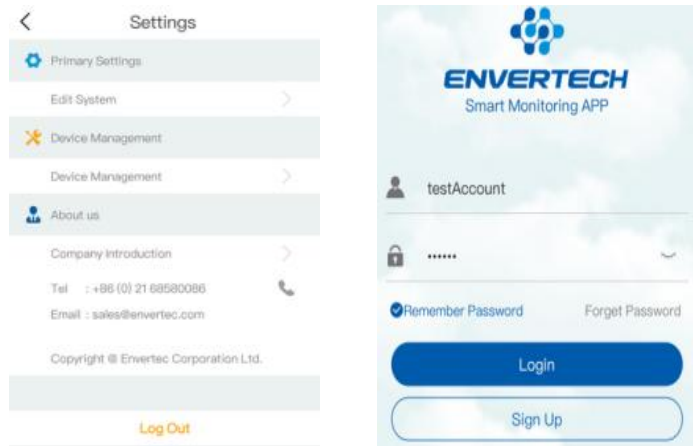 Settings
Primary Settings
Edit System
Device Management
Device Management
About us
Company Introduction
Tel : +86 (0) 21 68580086
Email : sales@envertec.com
Copyright @ Envertec Corporation Ltd.
Log Out
ENVERTECH
Smart Monitoring APP
testAccount
••••••
Remember Password Forget Password
Login
Sign Up